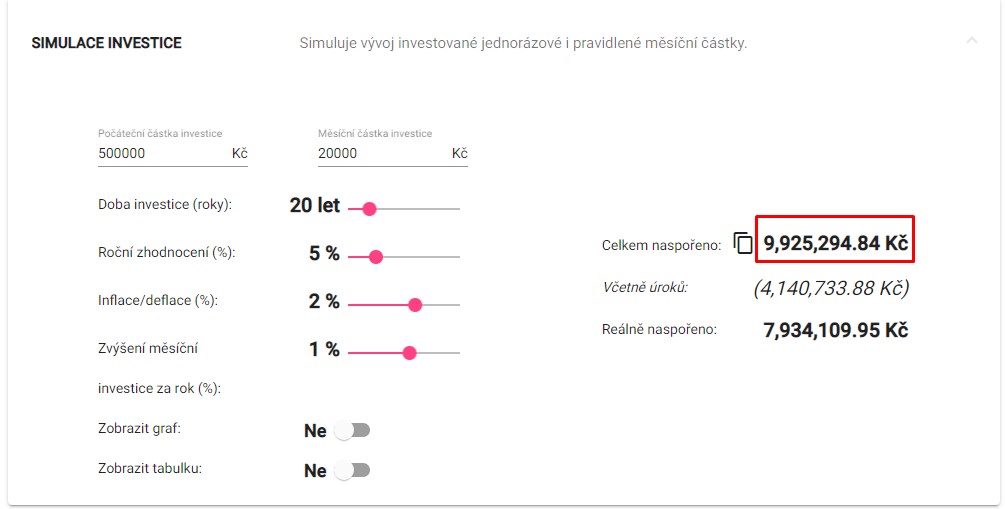 SIMULACE INVESTICE
Simuluje vývoj investované jednorázové i pravidlené měsíční částky.
Počáteční částka investice
500000 Kč
Měsíční částka investice
20000 Kč
Doba investice (roky): 20 let
Roční zhodnocení (%): 5 %
Inflace/deflace (%): 2 %
Zvýšení měsíční
investice za rok (%): 1 %
Zobrazit graf: Ne
Zobrazit tabulku: Ne
Celkem naspořeno: 9,925,294.84 Kč
Včetně úroků: (4,140,733.88 Kč)
Reálně naspořeno: 7,934,109.95 Kč